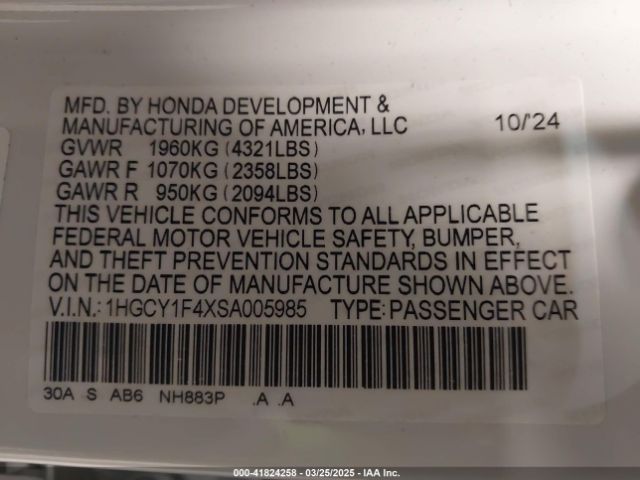 MFD. BY HONDA DEVELOPMENT &
MANUFACTURING OF AMERICA, LLC 10/'24
GVWR 1960KG (4321LBS)
GAWR F 1070KG (2358LBS)
GAWR R 950KG (2094LBS)
THIS VEHICLE CONFORMS TO ALL APPLICABLE
FEDERAL MOTOR VEHICLE SAFETY, BUMPER,
AND THEFT PREVENTION STANDARDS IN EFFECT
ON THE DATE OF MANUFACTURE SHOWN ABOVE.
V.I.N.: 1HGCY1F4XSA005985 TYPE: PASSENGER CAR
30A S AB6 NH883P .A .A
000-41824258 - 03/25/2025 - IAA Inc.